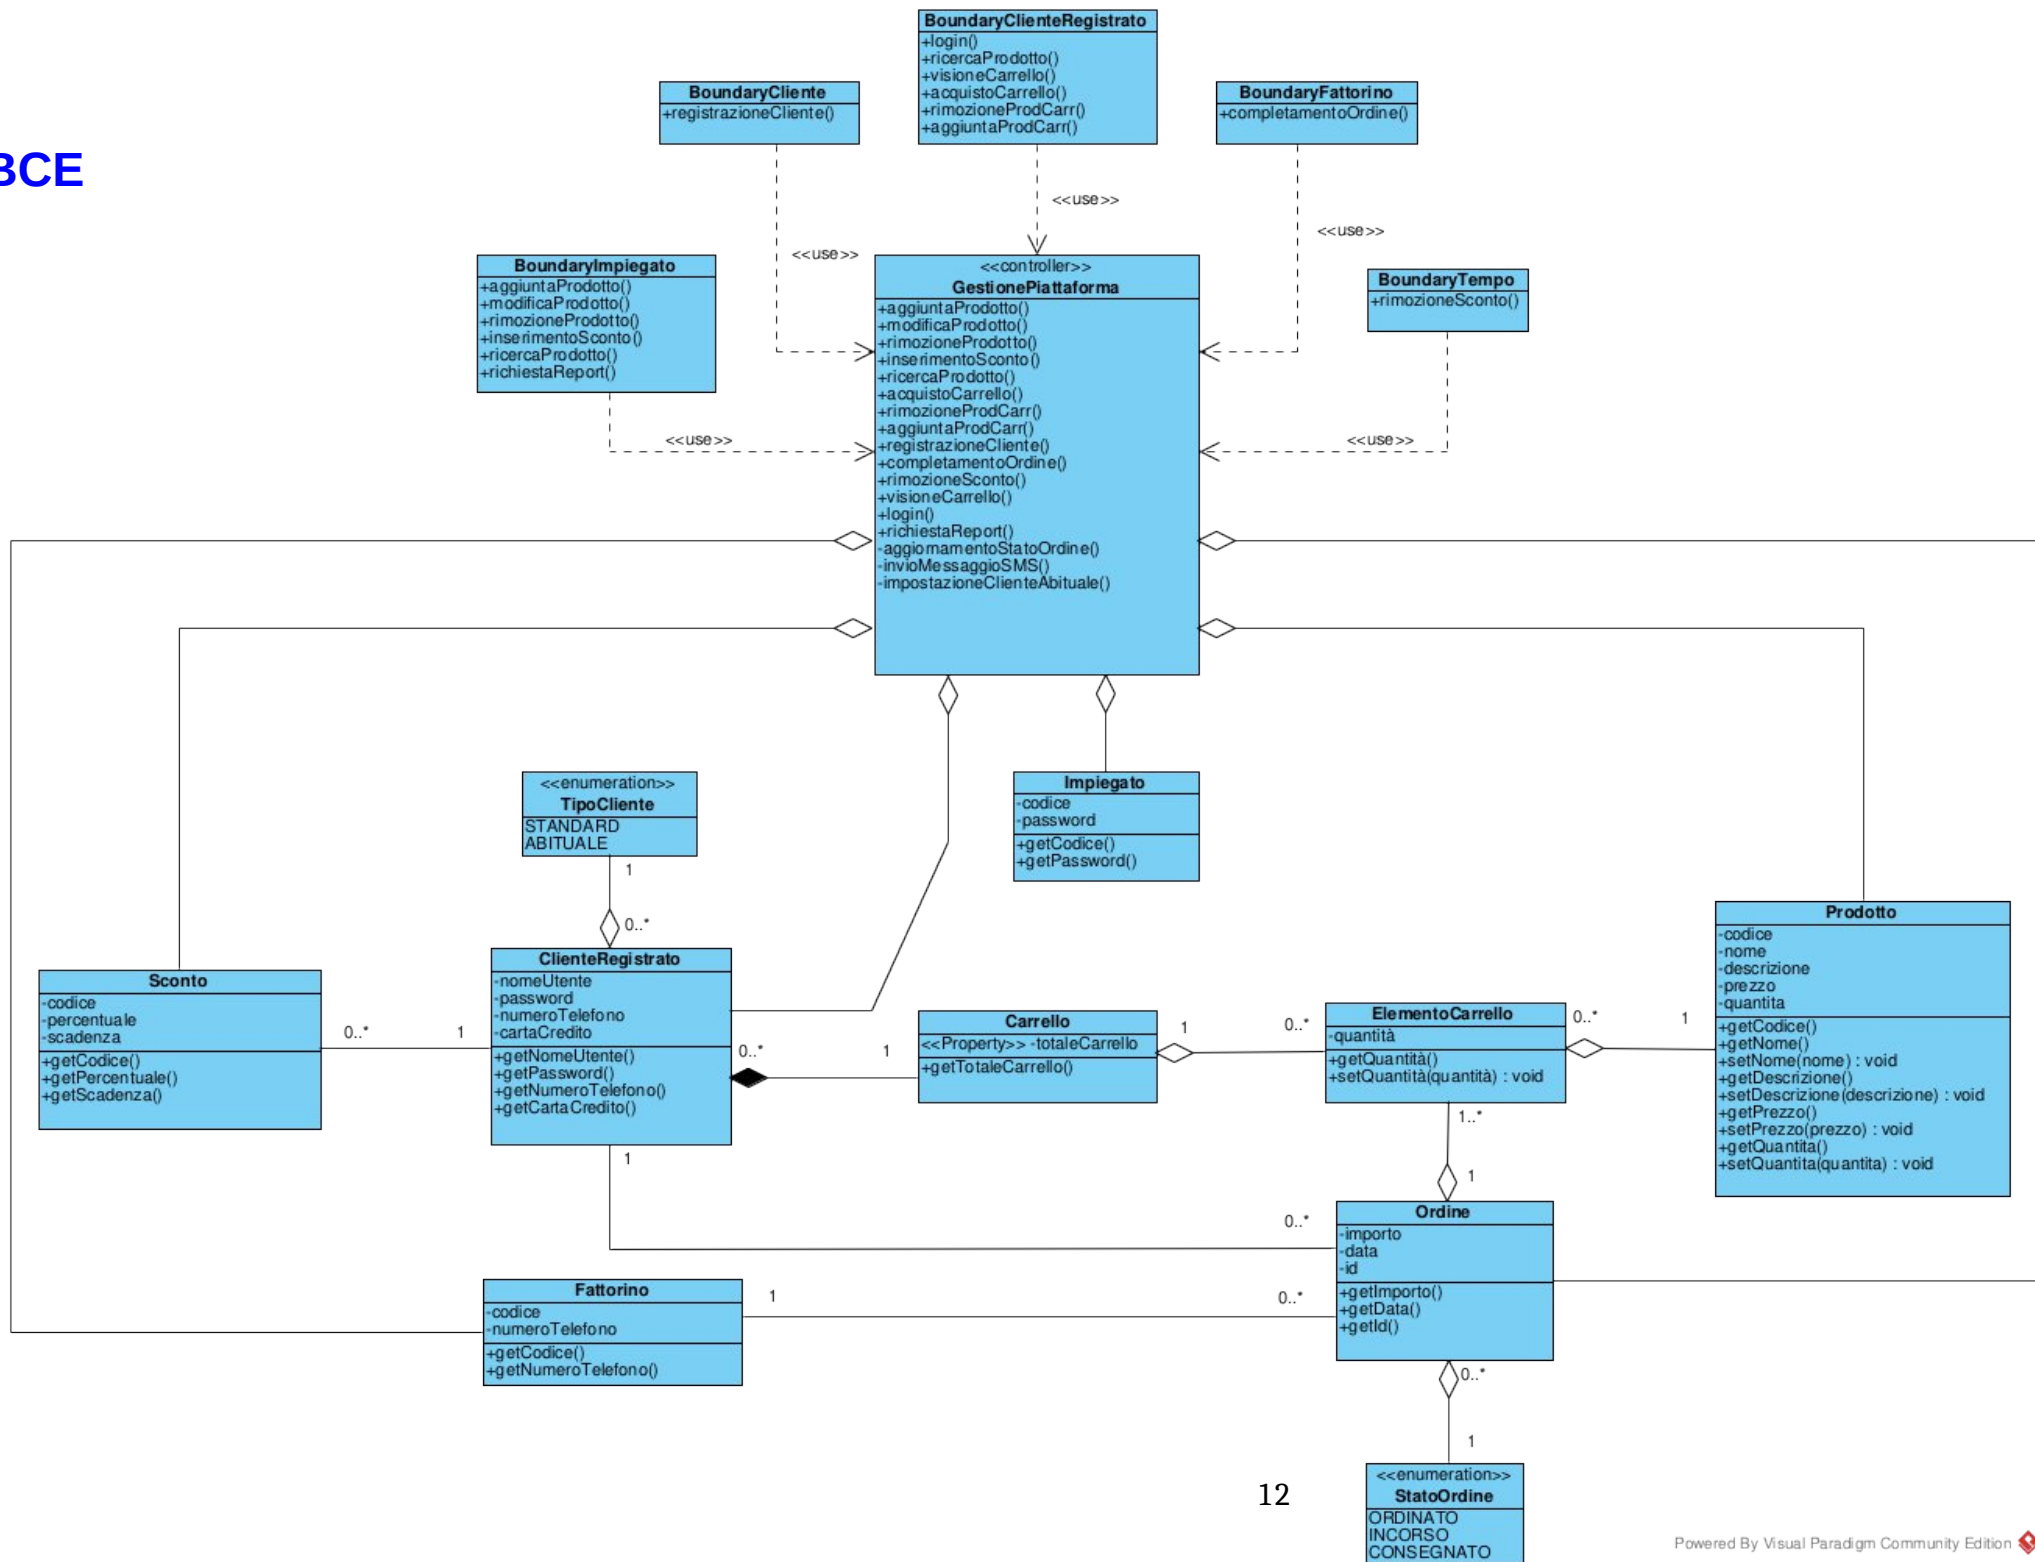 BCE
BoundaryClienteRegistrato
+login()
+ricercaProdotto()
+visioneCarrello()
+acquistoCarrello()
+rimozioneProdCarr()
+aggiuntaProdCarr()
BoundaryCliente
+registrazioneCliente()
BoundaryFattorino
+completamentoOrdine()
<<use>>
<<use>>
<<use>>
BoundaryImpiegato
+aggiuntaProdotto()
+modificaProdotto()
+rimozioneProdotto()
+inserimentoSconto()
+ricercaProdotto()
+richiestaReport()
<<controller>>
GestionePiattaforma
+aggiuntaProdotto()
+modificaProdotto()
+rimozioneProdotto()
+inserimentoSconto()
+ricercaProdotto()
+acquistoCarrello()
+rimozioneProdCarr()
+aggiuntaProdCarr()
+registrazioneCliente()
+completamentoOrdine()
+rimozioneSconto()
+visioneCarrello()
+login()
+richiestaReport()
-aggiornamentoStatoOrdine()
-invioMessaggioSMS()
-impostazioneClienteAbituale()
BoundaryTempo
+rimozioneSconto()
<<use>>
<<use>>
<<enumeration>>
TipoCliente
STANDARD
ABITUALE
1
0..*
Impiegato
-codice
-password
+getCodice()
+getPassword()
Sconto
-codice
-percentuale
-scadenza
+getCodice()
+getPercentuale()
+getScadenza()
0..*
1
ClienteRegistrato
-nomeUtente
-password
-numeroTelefono
-cartaCredito
+getNomeUtente()
+getPassword()
+getNumeroTelefono()
+getCartaCredito()
0..*
1
Carrello
<<Property>> -totaleCarrello
+getTotaleCarrello()
1
0..*
ElementoCarrello
-quantità
+getQuantità()
+setQuantità(quantità) : void
0..*
1
Prodotto
-codice
-nome
-descrizione
-prezzo
-quantita
+getCodice()
+getNome()
+setNome(nome) : void
+getDescrizione()
+setDescrizione(descrizione) : void
+getPrezzo()
+setPrezzo(prezzo) : void
+getQuantita()
+setQuantita(quantita) : void
1..*
1
1
0..*
Ordine
-importo
-data
-id
+getImporto()
+getData()
+getId()
Fattorino
-codice
-numeroTelefono
+getCodice()
+getNumeroTelefono()
1
0..*
0..*
1
<<enumeration>>
StatoOrdine
ORDINATO
INCORSO
CONSEGNATO
12
Powered By Visual Paradigm Community Edition